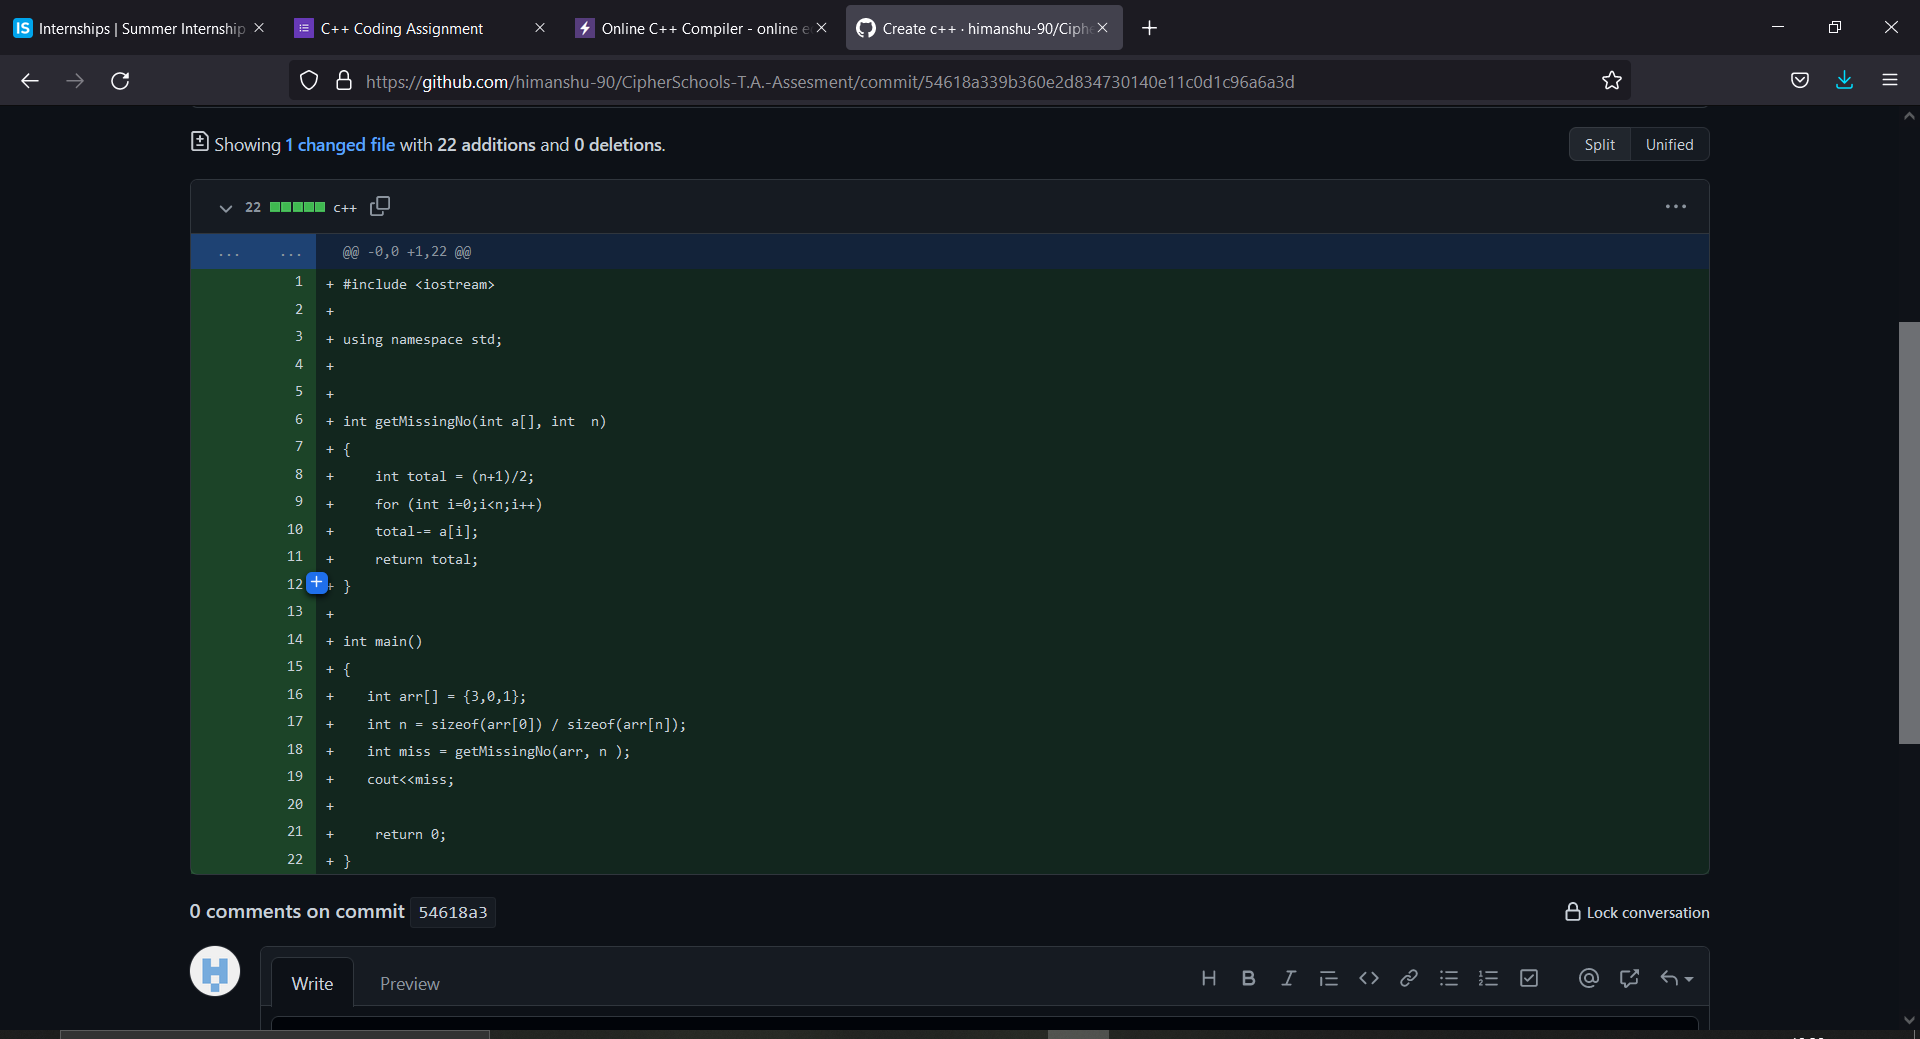 Internships | Summer Internship
C++ Coding Assignment
Online C++ Compiler - online e
Create c++ · himanshu-90/Ciphe
https://github.com/himanshu-90/CipherSchools-T.A.-Assesment/commit/54618a339b360e2d834730140e11c0d1c96a6a3d
Showing 1 changed file with 22 additions and 0 deletions.
Split Unified
22 c++
... ... @@ -0,0 +1,22 @@
1 + #include <iostream>
2 +
3 + using namespace std;
4 +
5 +
6 + int getMissingNo(int a[], int  n)
7 + {
8 +     int total = (n+1)/2;
9 +     for (int i=0;i<n;i++)
10 +     total-= a[i];
11 +     return total;
12 + }
13 +
14 + int main()
15 + {
16 +    int arr[] = {3,0,1};
17 +    int n = sizeof(arr[0]) / sizeof(arr[n]);
18 +    int miss = getMissingNo(arr, n );
19 +    cout<<miss;
20 +
21 +     return 0;
22 + }
0 comments on commit 54618a3
Lock conversation
Write Preview